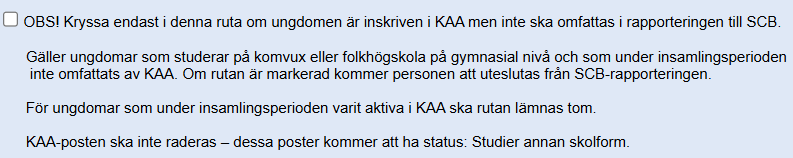 OBS! Kryssa endast i denna ruta om ungdomen är inskriven i KAA men inte ska omfattas i rapporteringen till SCB.
Gäller ungdomar som studerar på komvux eller folkhögskola på gymnasial nivå och som under insamlingsperioden
inte omfattats av KAA. Om rutan är markerad kommer personen att uteslutas från SCB-rapporteringen.
För ungdomar som under insamlingsperioden varit aktiva i KAA ska rutan lämnas tom.
KAA-posten ska inte raderas – dessa poster kommer att ha status: Studier annan skolform.